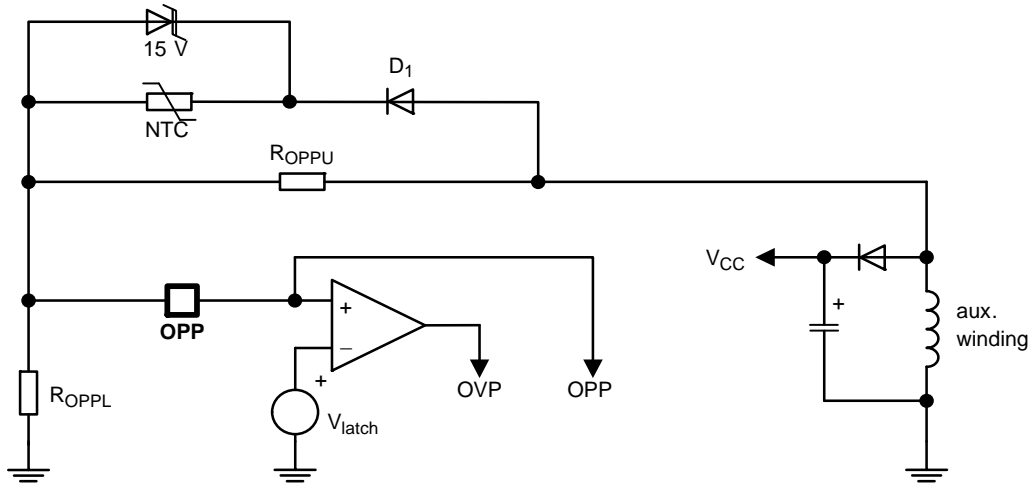 15 V
D1
NTC
ROPPU
VCC
+
aux.
winding
OPP
+
−
+
Vlatch
OVP
OPP
ROPPL